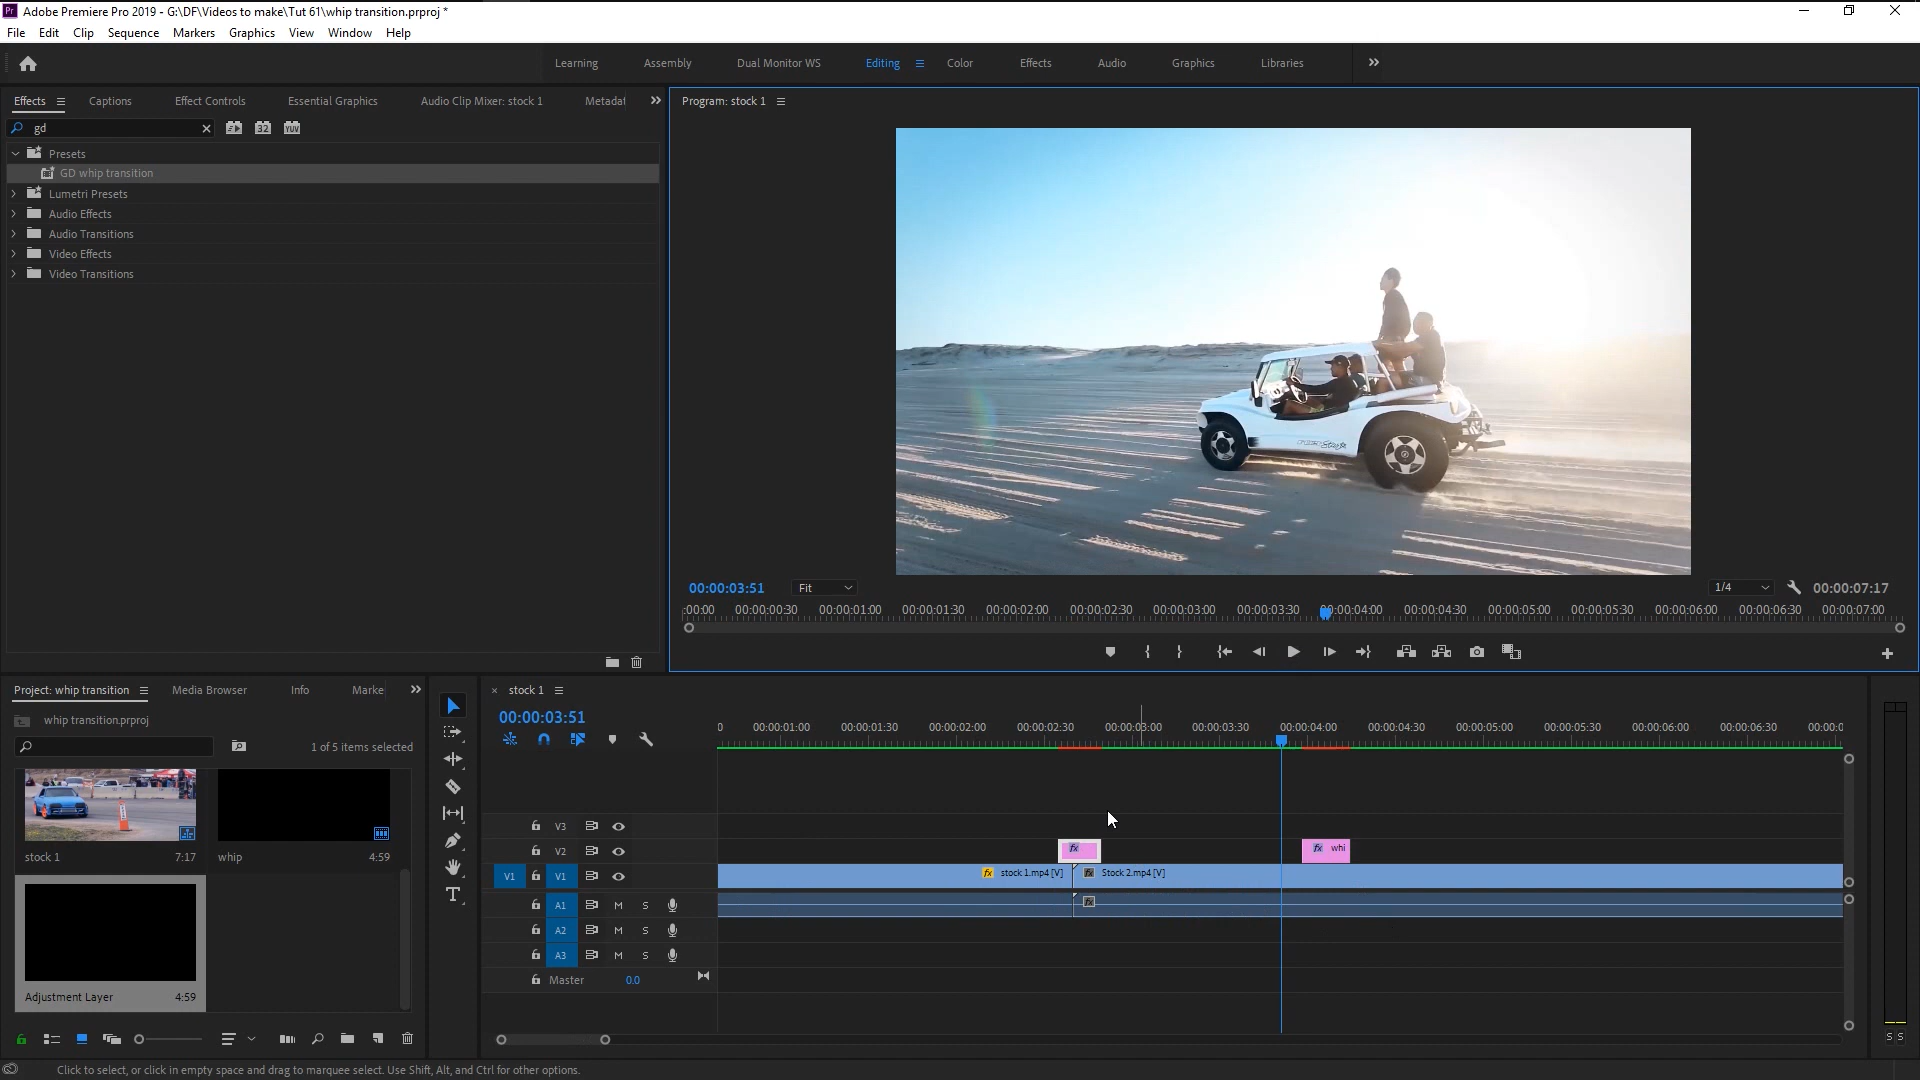 Pr Adobe Premiere Pro 2019 - G:\DF\Videos to make\Tut 61\whip transition.prproj *
File Edit Clip Sequence Markers Graphics View Window Help
Learning Assembly Dual Monitor WS Editing Color Effects Audio Graphics Libraries
Effects Captions Effect Controls Essential Graphics Audio Clip Mixer: stock 1 Metadat
Program: stock 1
gd 32 YUV
Presets
GD whip transition
Lumetri Presets
Audio Effects
Audio Transitions
Video Effects
Video Transitions
00:00:03:51 Fit 1/4 00:00:07:17
:00:00 00:00:00:30 00:00:01:00 00:00:01:30 00:00:02:00 00:00:02:30 00:00:03:00 00:00:03:30 00:00:04:00 00:00:04:30 00:00:05:00 00:00:05:30 00:00:06:00 00:00:06:30 00:00:07:00
Project: whip transition Media Browser Info Marke
whip transition.prproj
1 of 5 items selected
stock 1 7:17
whip 4:59
Adjustment Layer 4:59
stock 1
00:00:03:51
0 00:00:01:00 00:00:01:30 00:00:02:00 00:00:02:30 00:00:03:00 00:00:03:30 00:00:04:00 00:00:04:30 00:00:05:00 00:00:05:30 00:00:06:00 00:00:06:30 00:00:0
V3
V2 fx fx whi
V1 V1 fx stock 1.mp4 [V] fx Stock 2.mp4 [V]
A1 M S fx
A2 M S
A3 M S
Master 0.0
S S
Click to select, or click in empty space and drag to marquee select. Use Shift, Alt, and Ctrl for other options.